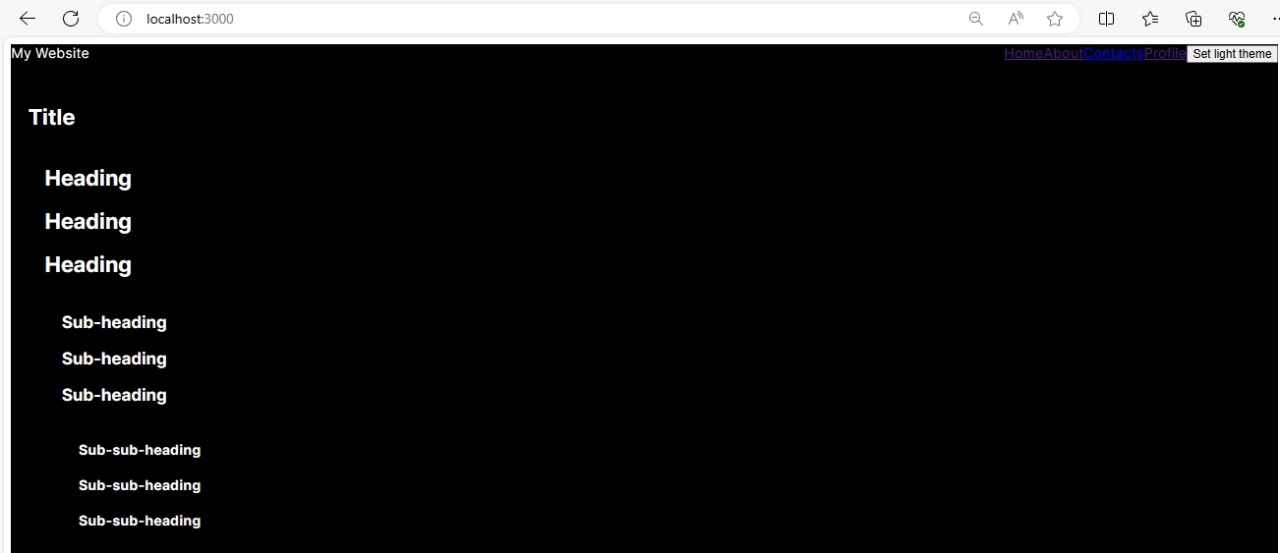 localhost:3000
My Website HomeAboutContactsProfile Set light theme
Title
Heading
Heading
Heading
Sub-heading
Sub-heading
Sub-heading
Sub-sub-heading
Sub-sub-heading
Sub-sub-heading